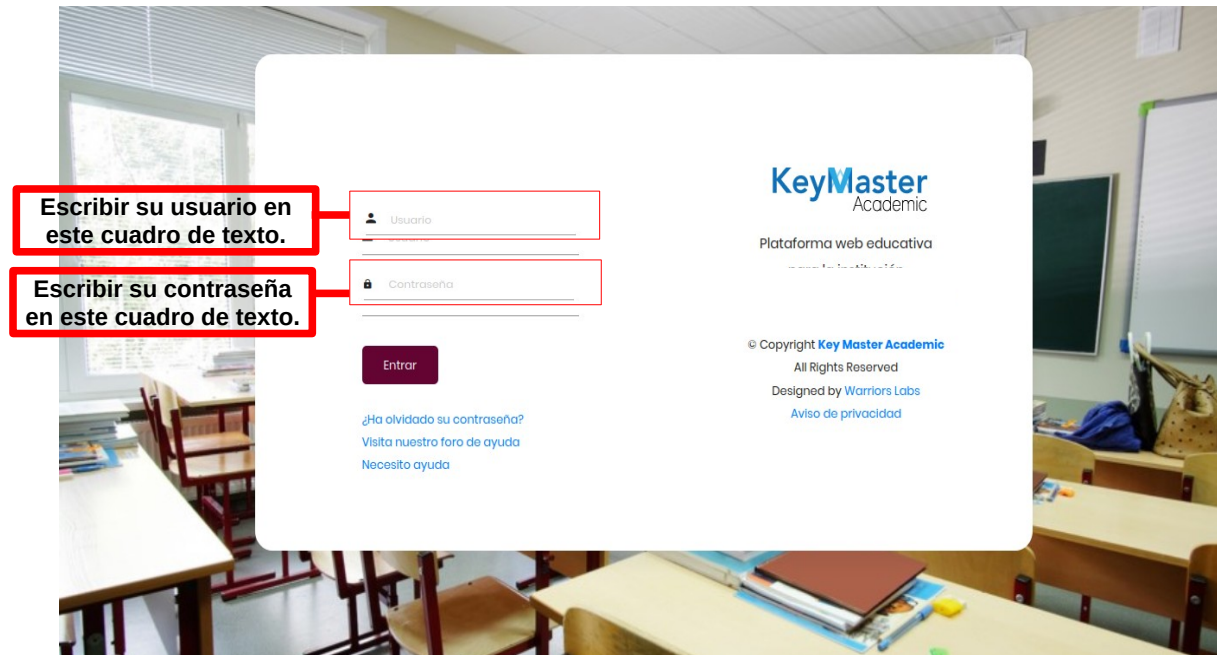 Escribir su usuario en
este cuadro de texto.
Usuario
Escribir su contraseña
en este cuadro de texto.
Contraseña
Entrar
¿Ha olvidado su contraseña?
Visita nuestro foro de ayuda
Necesito ayuda
KeyMaster
Academic
Plataforma web educativa
© Copyright Key Master Academic
All Rights Reserved
Designed by Warriors Labs
Aviso de privacidad